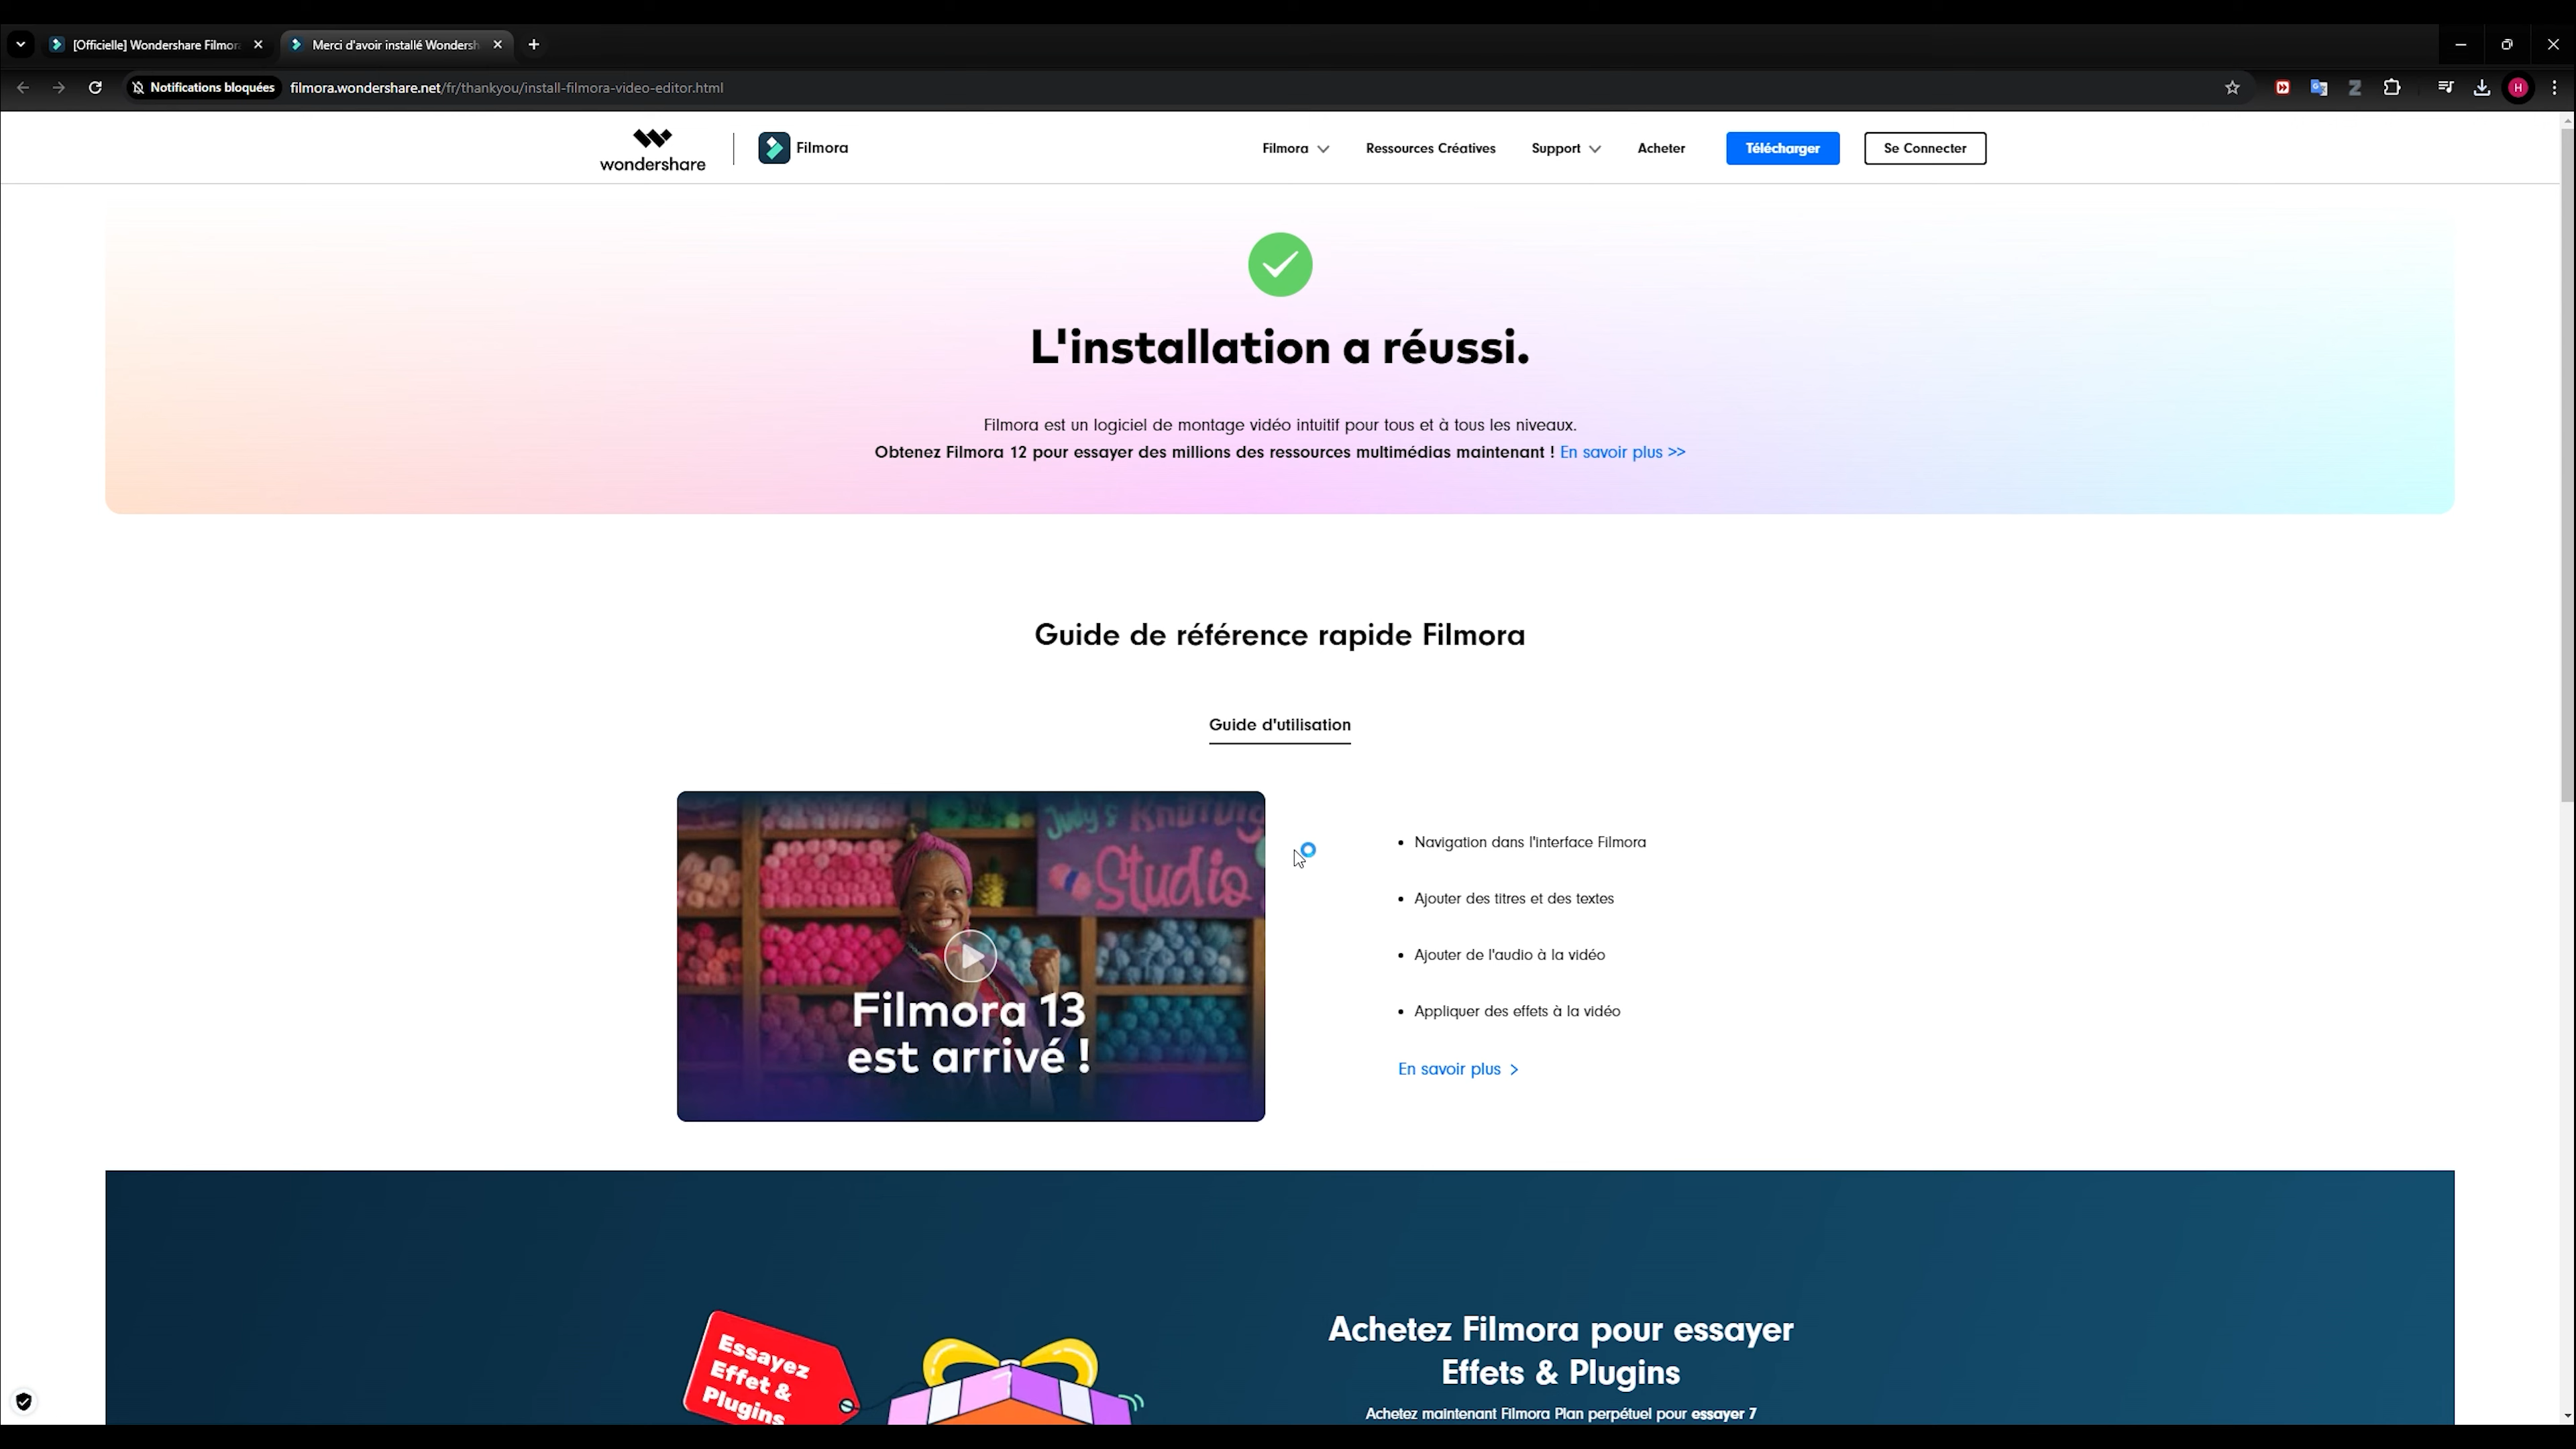 [Officielle] Wondershare Filmora
Merci d'avoir installé Wondersh
Notifications bloquées
filmora.wondershare.net/fr/thankyou/install-filmora-video-editor.html
H
wondershare
Filmora
Filmora
Ressources Créatives
Support
Acheter
Télécharger
Se Connecter
L'installation a réussi.
Filmora est un logiciel de montage vidéo intuitif pour tous et à tous les niveaux.
Obtenez Filmora 12 pour essayer des millions des ressources multimédias maintenant ! En savoir plus >>
Guide de référence rapide Filmora
Guide d'utilisation
Judy's Knitting
Studio
Filmora 13
est arrivé !
• Navigation dans l'interface Filmora
• Ajouter des titres et des textes
• Ajouter de l'audio à la vidéo
• Appliquer des effets à la vidéo
En savoir plus >
Essayez
Effet &
Plugins
Achetez Filmora pour essayer
Effets & Plugins
Achetez maintenant Filmora Plan perpétuel pour essayer 7